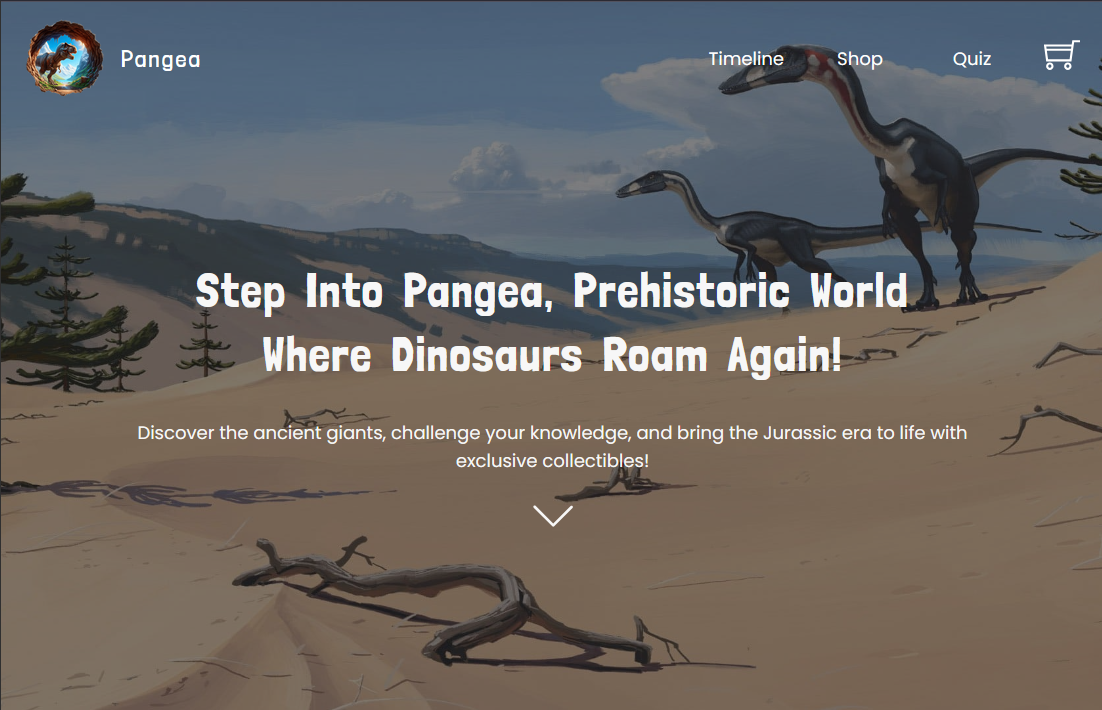 Pangea
Timeline Shop Quiz
Step Into Pangea, Prehistoric World
Where Dinosaurs Roam Again!
Discover the ancient giants, challenge your knowledge, and bring the Jurassic era to life with
exclusive collectibles!